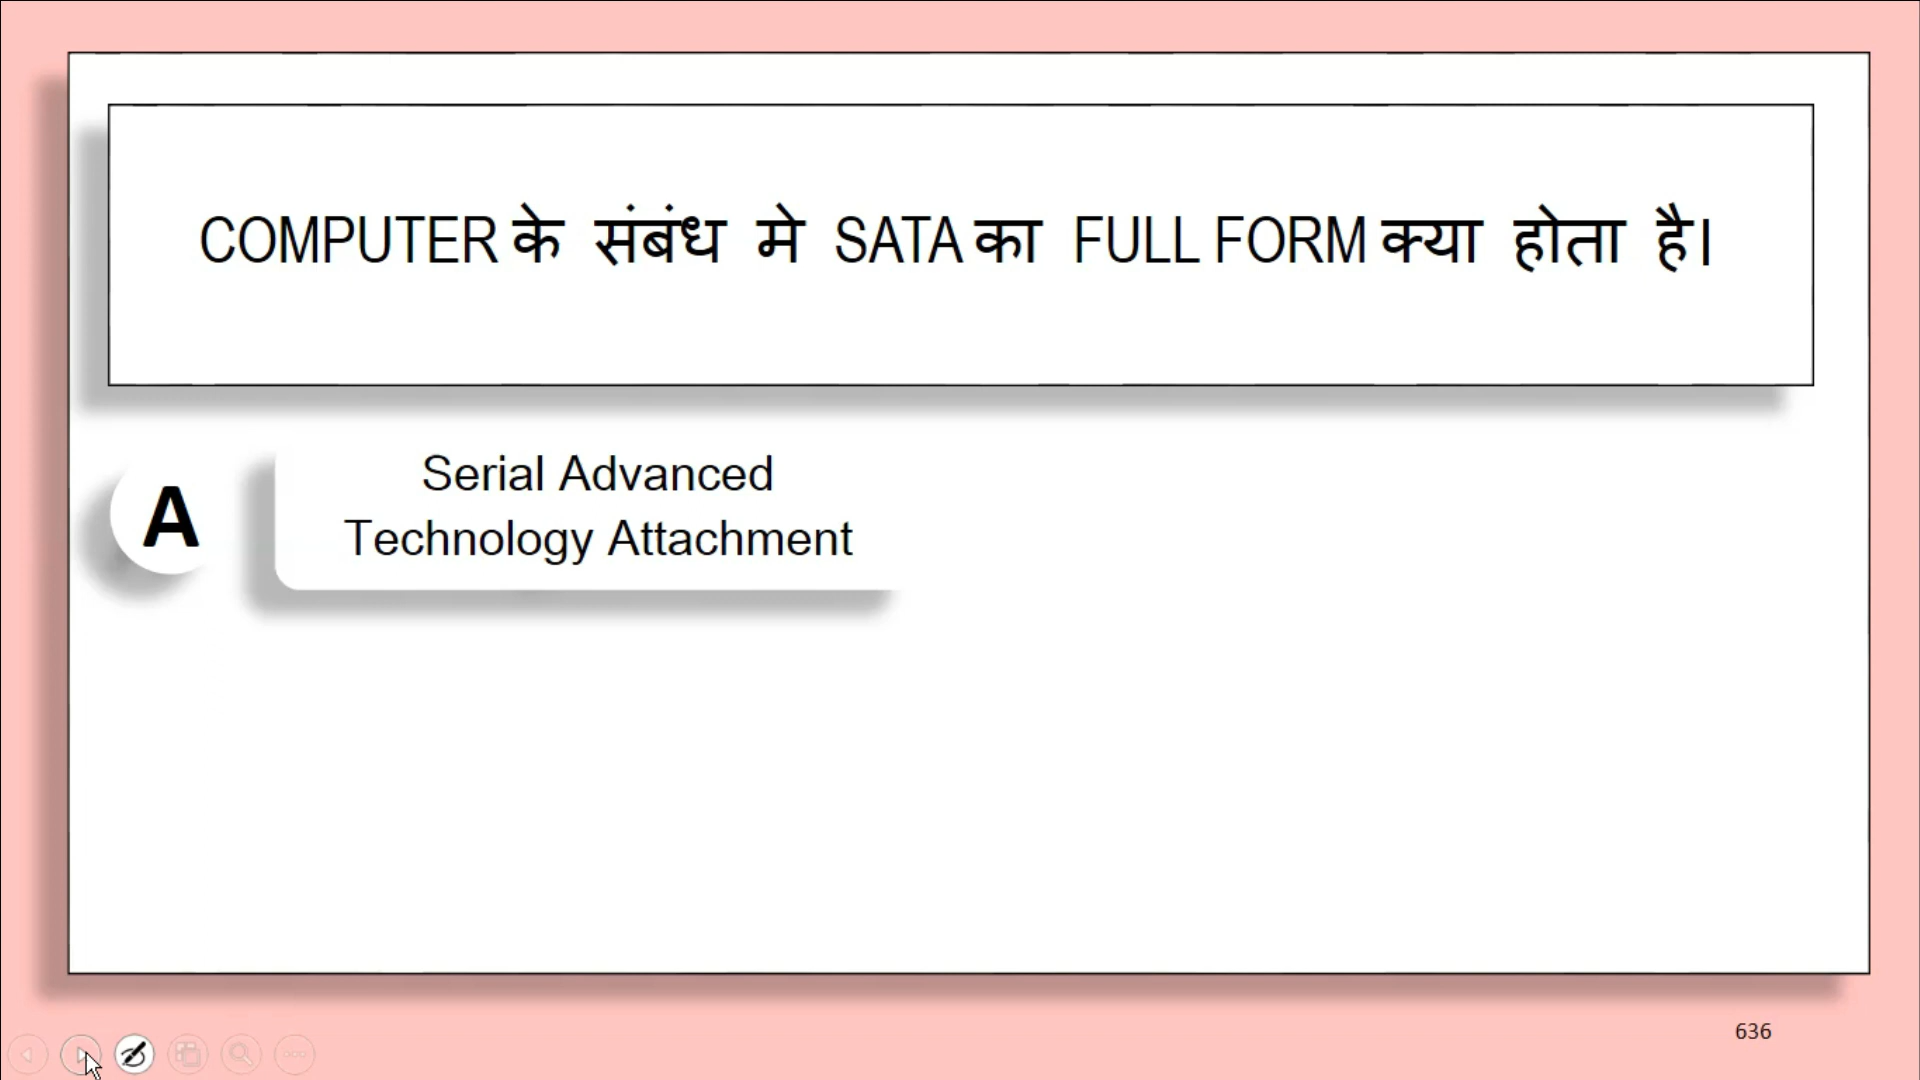 COMPUTER के संबंध मे SATA का FULL FORM क्या होता है।
A
Serial Advanced
Technology Attachment
636